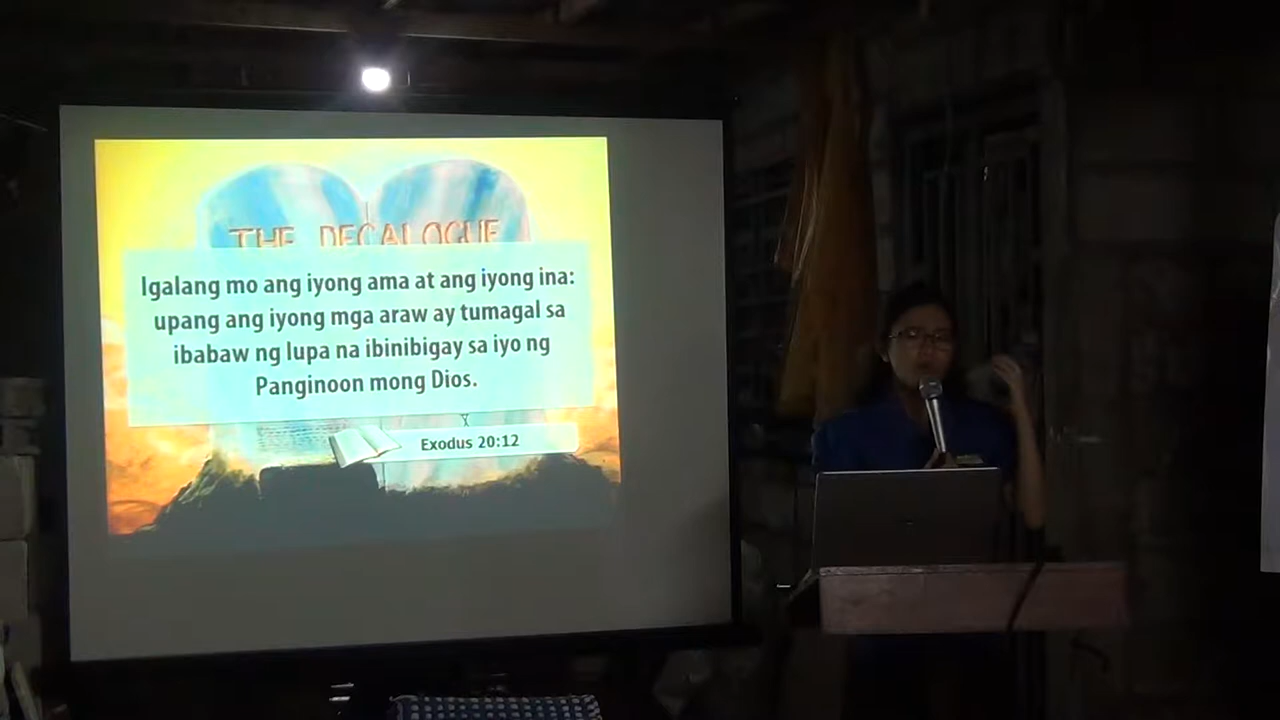 THE DECALOGUE
Igalang mo ang iyong ama at ang iyong ina:
upang ang iyong mga araw ay tumagal sa
ibabaw ng lupa na ibinibigay sa iyo ng
Panginoon mong Dios.
Exodus 20:12